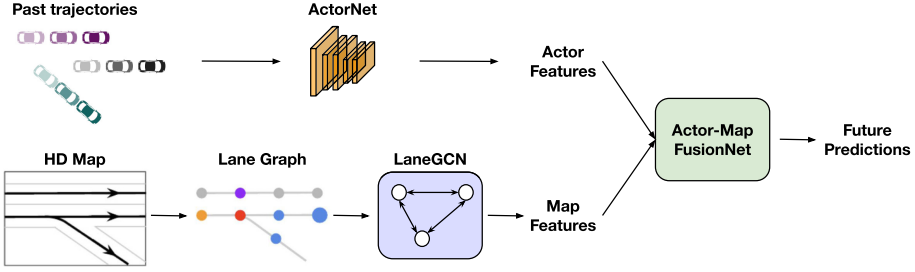 Past trajectories
ActorNet
Actor
Features
Actor-Map
FusionNet
Future
Predictions
HD Map
Lane Graph
LaneGCN
Map
Features